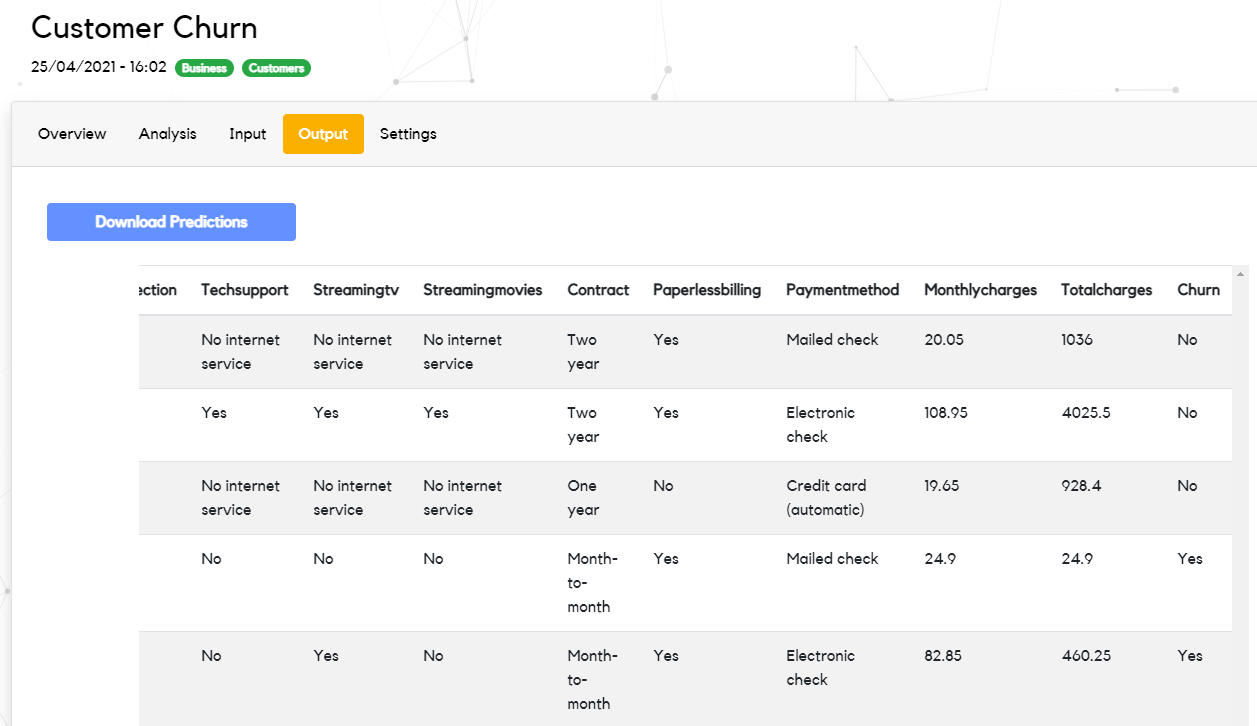 Customer Churn
25/04/2021 - 16:02 Business Customers
Overview Analysis Input Output Settings
Download Predictions
ection Techsupport Streamingtv Streamingmovies Contract Paperlessbilling Paymentmethod Monthlycharges Totalcharges Churn
No internet No internet No internet Two Yes Mailed check 20.05 1036 No
service service service year
Yes Yes Yes Two Yes Electronic 108.95 4025.5 No
year check
No internet No internet No internet One No Credit card 19.65 928.4 No
service service service year (automatic)
No No No Month- Yes Mailed check 24.9 24.9 Yes
to-
month
No Yes No Month- Yes Electronic 82.85 460.25 Yes
to- check
month